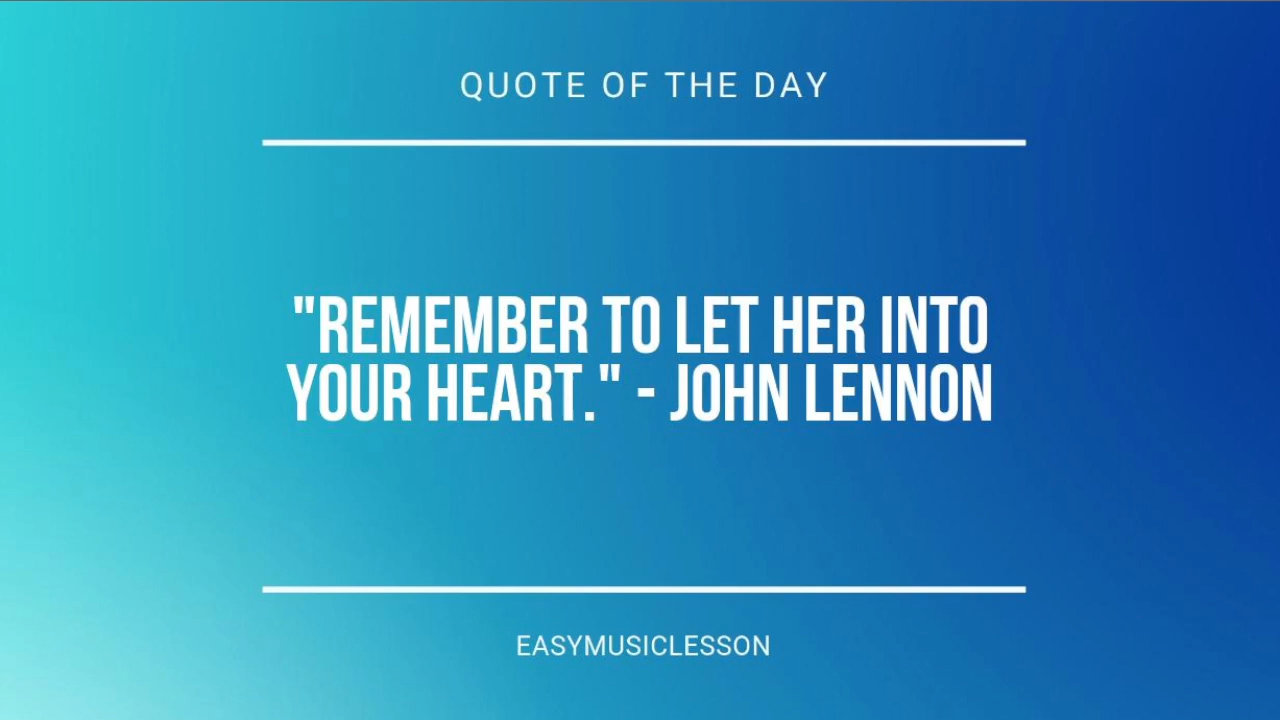 QUOTE OF THE DAY
"REMEMBER TO LET HER INTO
YOUR HEART." - JOHN LENNON
EASYMUSICLESSON